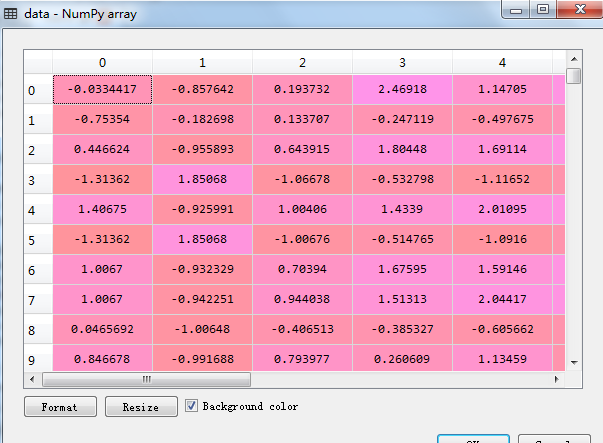 data - NumPy array
0 1 2 3 4
0 -0.0334417 -0.857642 0.193732 2.46918 1.14705
1 -0.75354 -0.182698 0.133707 -0.247119 -0.497675
2 0.446624 -0.955893 0.643915 1.80448 1.69114
3 -1.31362 1.85068 -1.06678 -0.532798 -1.11652
4 1.40675 -0.925991 1.00406 1.4339 2.01095
5 -1.31362 1.85068 -1.00676 -0.514765 -1.0916
6 1.0067 -0.932329 0.70394 1.67595 1.59146
7 1.0067 -0.942251 0.944038 1.51313 2.04417
8 0.0465692 -1.00648 -0.406513 -0.385327 -0.605662
9 0.846678 -0.991688 0.793977 0.260609 1.13459
Format Resize Background color